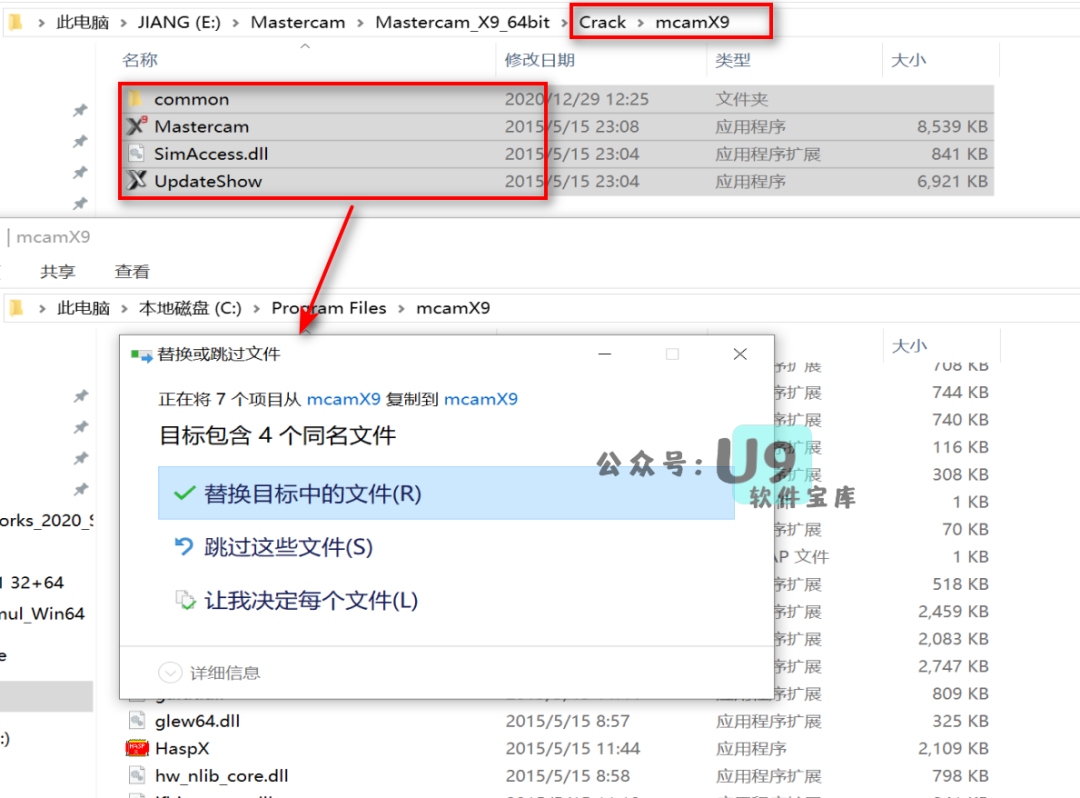 此电脑 > JIANG (E:) > Mastercam > Mastercam_X9_64bit > Crack > mcamX9
名称 修改日期 类型 大小
common 2020/12/29 12:25 文件夹
Mastercam 2015/5/15 23:08 应用程序 8,539 KB
SimAccess.dll 2015/5/15 23:04 应用程序扩展 841 KB
UpdateShow 2015/5/15 23:04 应用程序 6,921 KB
| mcamX9
共享 查看
此电脑 > 本地磁盘 (C:) > Program Files > mcamX9
大小
替换或跳过文件
序扩展 708 KB
正在将 7 个项目从 mcamX9 复制到 mcamX9
序扩展 744 KB
目标包含 4 个同名文件
序扩展 740 KB
序扩展 116 KB
公众号: U9
软件宝库
序扩展 308 KB
替换目标中的文件(R)
1 KB
orks_2020_S
序扩展 70 KB
跳过这些文件(S)
AP 文件 1 KB
32+64
序扩展 518 KB
让我决定每个文件(L)
nul_Win64
序扩展 2,459 KB
序扩展 2,083 KB
e
序扩展 2,747 KB
详细信息
序扩展 809 KB
glew64.dll 2015/5/15 8:57 应用程序扩展 325 KB
:)
HaspX 2015/5/15 11:44 应用程序 2,109 KB
hw_nlib_core.dll 2015/5/15 8:58 应用程序扩展 798 KB